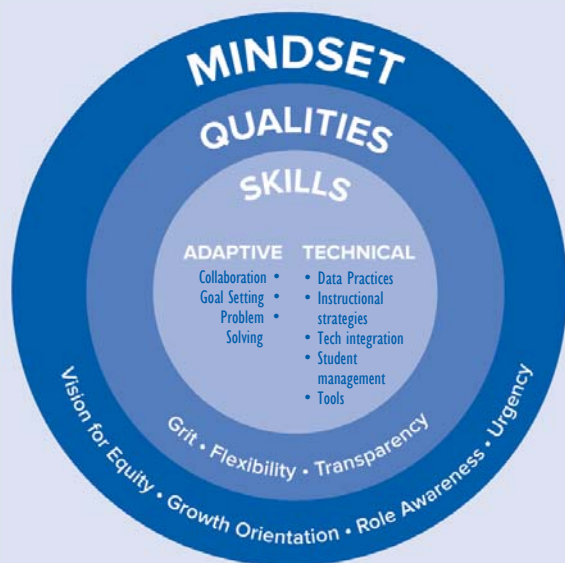 MINDSET
QUALITIES
SKILLS
ADAPTIVE
Collaboration •
Goal Setting •
Problem •
Solving
TECHNICAL
• Data Practices
• Instructional
strategies
• Tech integration
• Student
management
• Tools
Grit • Flexibility • Transparency
Vision for Equity • Growth Orientation • Role Awareness • Urgency